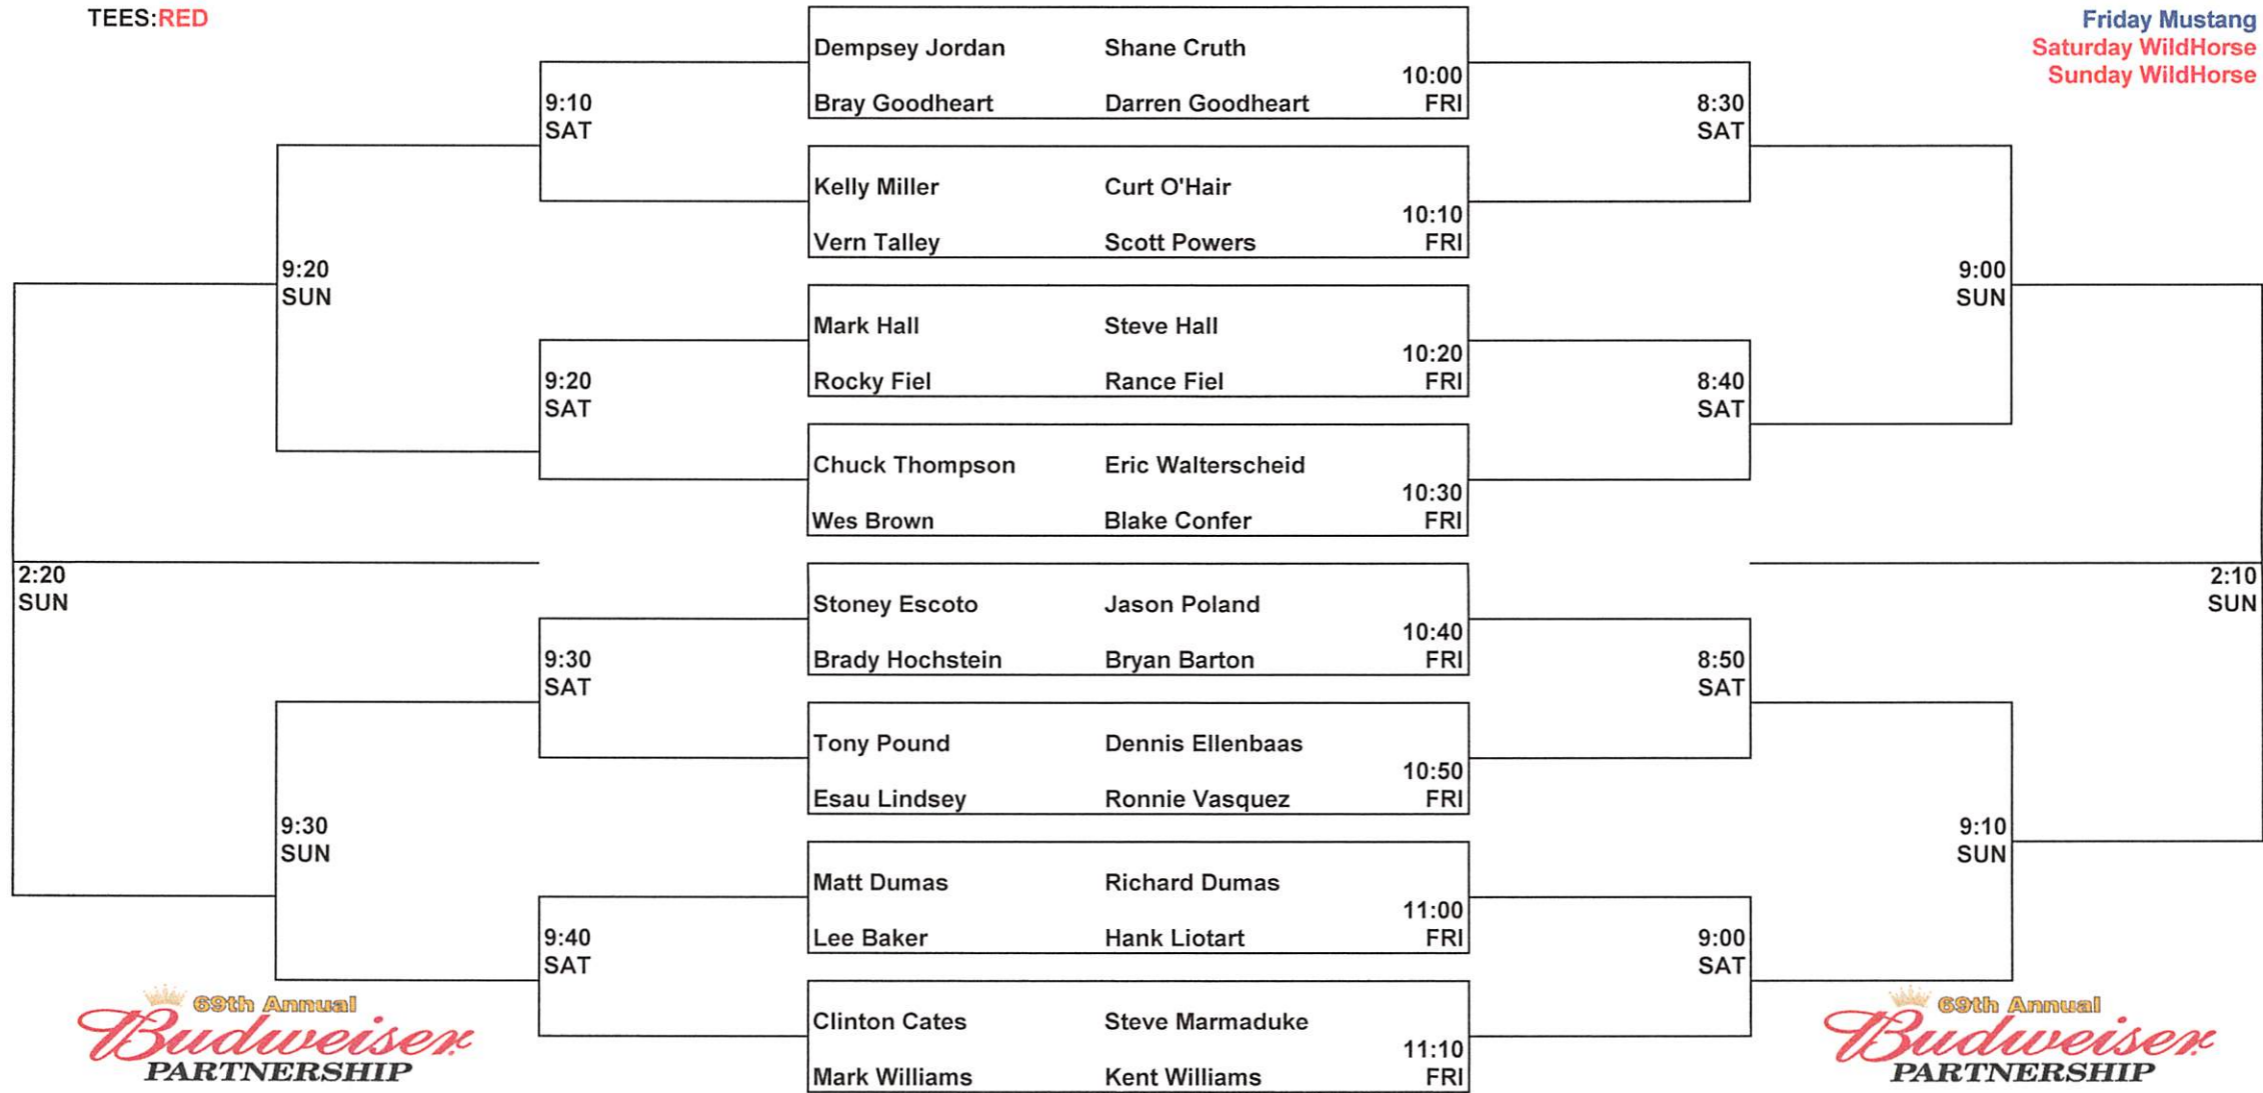 TEES:RED
Friday Mustang
Saturday WildHorse
Sunday WildHorse
Dempsey Jordan Shane Cruth
10:00
Bray Goodheart Darren Goodheart FRI
9:10
SAT
8:30
SAT
Kelly Miller Curt O'Hair
10:10
Vern Talley Scott Powers FRI
9:20
SUN
9:00
SUN
Mark Hall Steve Hall
10:20
Rocky Fiel Rance Fiel FRI
9:20
SAT
8:40
SAT
Chuck Thompson Eric Walterscheid
10:30
Wes Brown Blake Confer FRI
2:20
SUN
2:10
SUN
Stoney Escoto Jason Poland
10:40
Brady Hochstein Bryan Barton FRI
9:30
SAT
8:50
SAT
Tony Pound Dennis Ellenbaas
10:50
Esau Lindsey Ronnie Vasquez FRI
9:30
SUN
9:10
SUN
Matt Dumas Richard Dumas
11:00
Lee Baker Hank Liotart FRI
9:40
SAT
9:00
SAT
Clinton Cates Steve Marmaduke
11:10
Mark Williams Kent Williams FRI
69th Annual
Budweiser
PARTNERSHIP
69th Annual
Budweiser
PARTNERSHIP